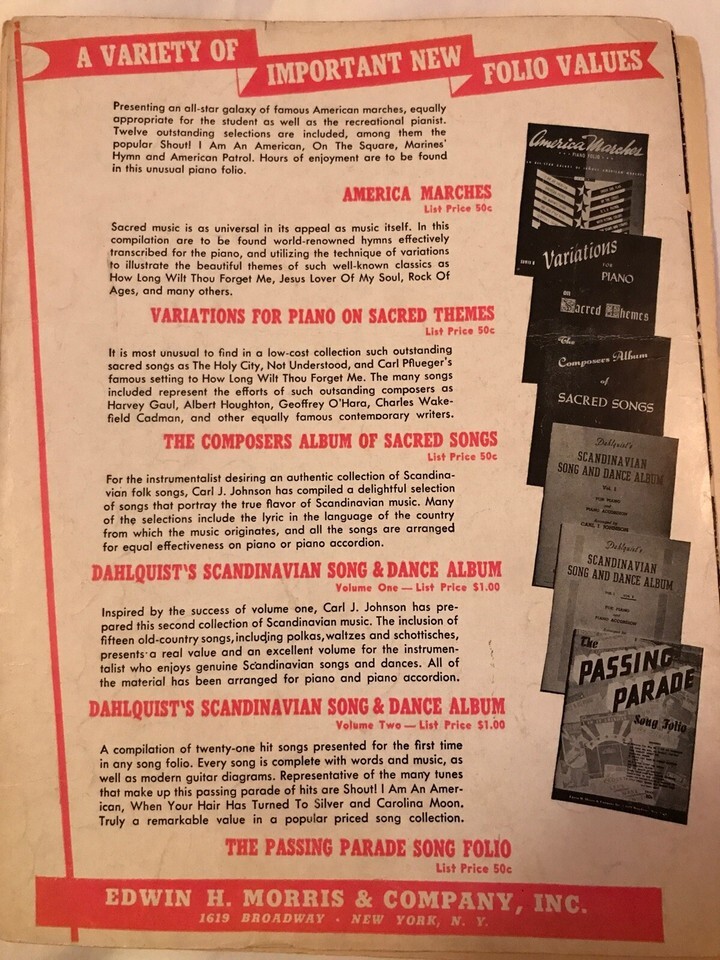 A VARIETY OF IMPORTANT NEW FOLIO VALUES
Presenting an all-star galaxy of famous American marches, equally
appropriate for the student as well as the recreational pianist.
Twelve outstanding selections are included, among them the
popular Shout! I Am An American, On The Square, Marines'
Hymn and American Patrol. Hours of enjoyment are to be found
in this unusual piano folio.
AMERICA MARCHES
List Price 50c
Sacred music is as universal in its appeal as music itself. In this
compilation are to be found world-renowned hymns effectively
transcribed for the piano, and utilizing the technique of variations
to illustrate the beautiful themes of such well-known classics as
How Long Wilt Thou Forget Me, Jesus Lover Of My Soul, Rock Of
Ages, and many others.
VARIATIONS FOR PIANO ON SACRED THEMES
List Price 50c
It is most unusual to find in a low-cost collection such outstanding
sacred songs as The Holy City, Not Understood, and Carl Pflueger's
famous setting to How Long Wilt Thou Forget Me. The many songs
included represent the efforts of such outsanding composers as
Harvey Gaul, Albert Houghton, Geoffrey O'Hara, Charles Wake-
field Cadman, and other equally famous contemporary writers.
THE COMPOSERS ALBUM OF SACRED SONGS
List Price 50c
For the instrumentalist desiring an authentic collection of Scandina-
vian folk songs, Carl J. Johnson has compiled a delightful selection
of songs that portray the true flavor of Scandinavian music. Many
of the selections include the lyric in the language of the country
from which the music originates, and all the songs are arranged
for equal effectiveness on piano or piano accordion.
DAHLQUIST'S SCANDINAVIAN SONG & DANCE ALBUM
Volume One — List Price $1.00
Inspired by the success of volume one, Carl J. Johnson has pre-
pared this second collection of Scandinavian music. The inclusion of
fifteen old-country songs, including polkas, waltzes and schottisches,
presents a real value and an excellent volume for the instrumen-
talist who enjoys genuine Scandinavian songs and dances. All of
the material has been arranged for piano and piano accordion.
DAHLQUIST'S SCANDINAVIAN SONG & DANCE ALBUM
Volume Two — List Price $1.00
A compilation of twenty-one hit songs presented for the first time
in any song folio. Every song is complete with words and music, as
well as modern guitar diagrams. Representative of the many tunes
that make up this passing parade of hits are Shout! I Am An Amer-
ican, When Your Hair Has Turned To Silver and Carolina Moon.
Truly a remarkable value in a popular priced song collection.
THE PASSING PARADE SONG FOLIO
List Price 50c
America Marches
PIANO FOLIO
Variations
FOR
PIANO
on
Sacred Themes
The
Composers Album
of
SACRED SONGS
Dahlquist's
SCANDINAVIAN
SONG AND DANCE ALBUM
Vol. 1
FOR PIANO
and
PIANO ACCORDION
CARL J. JOHNSON
Dahlquist's
SCANDINAVIAN
SONG AND DANCE ALBUM
FOR PIANO
and
PIANO ACCORDION
The
PASSING
PARADE
Song Folio
EDWIN H. MORRIS & COMPANY, INC.
1619 BROADWAY · NEW YORK, N. Y.